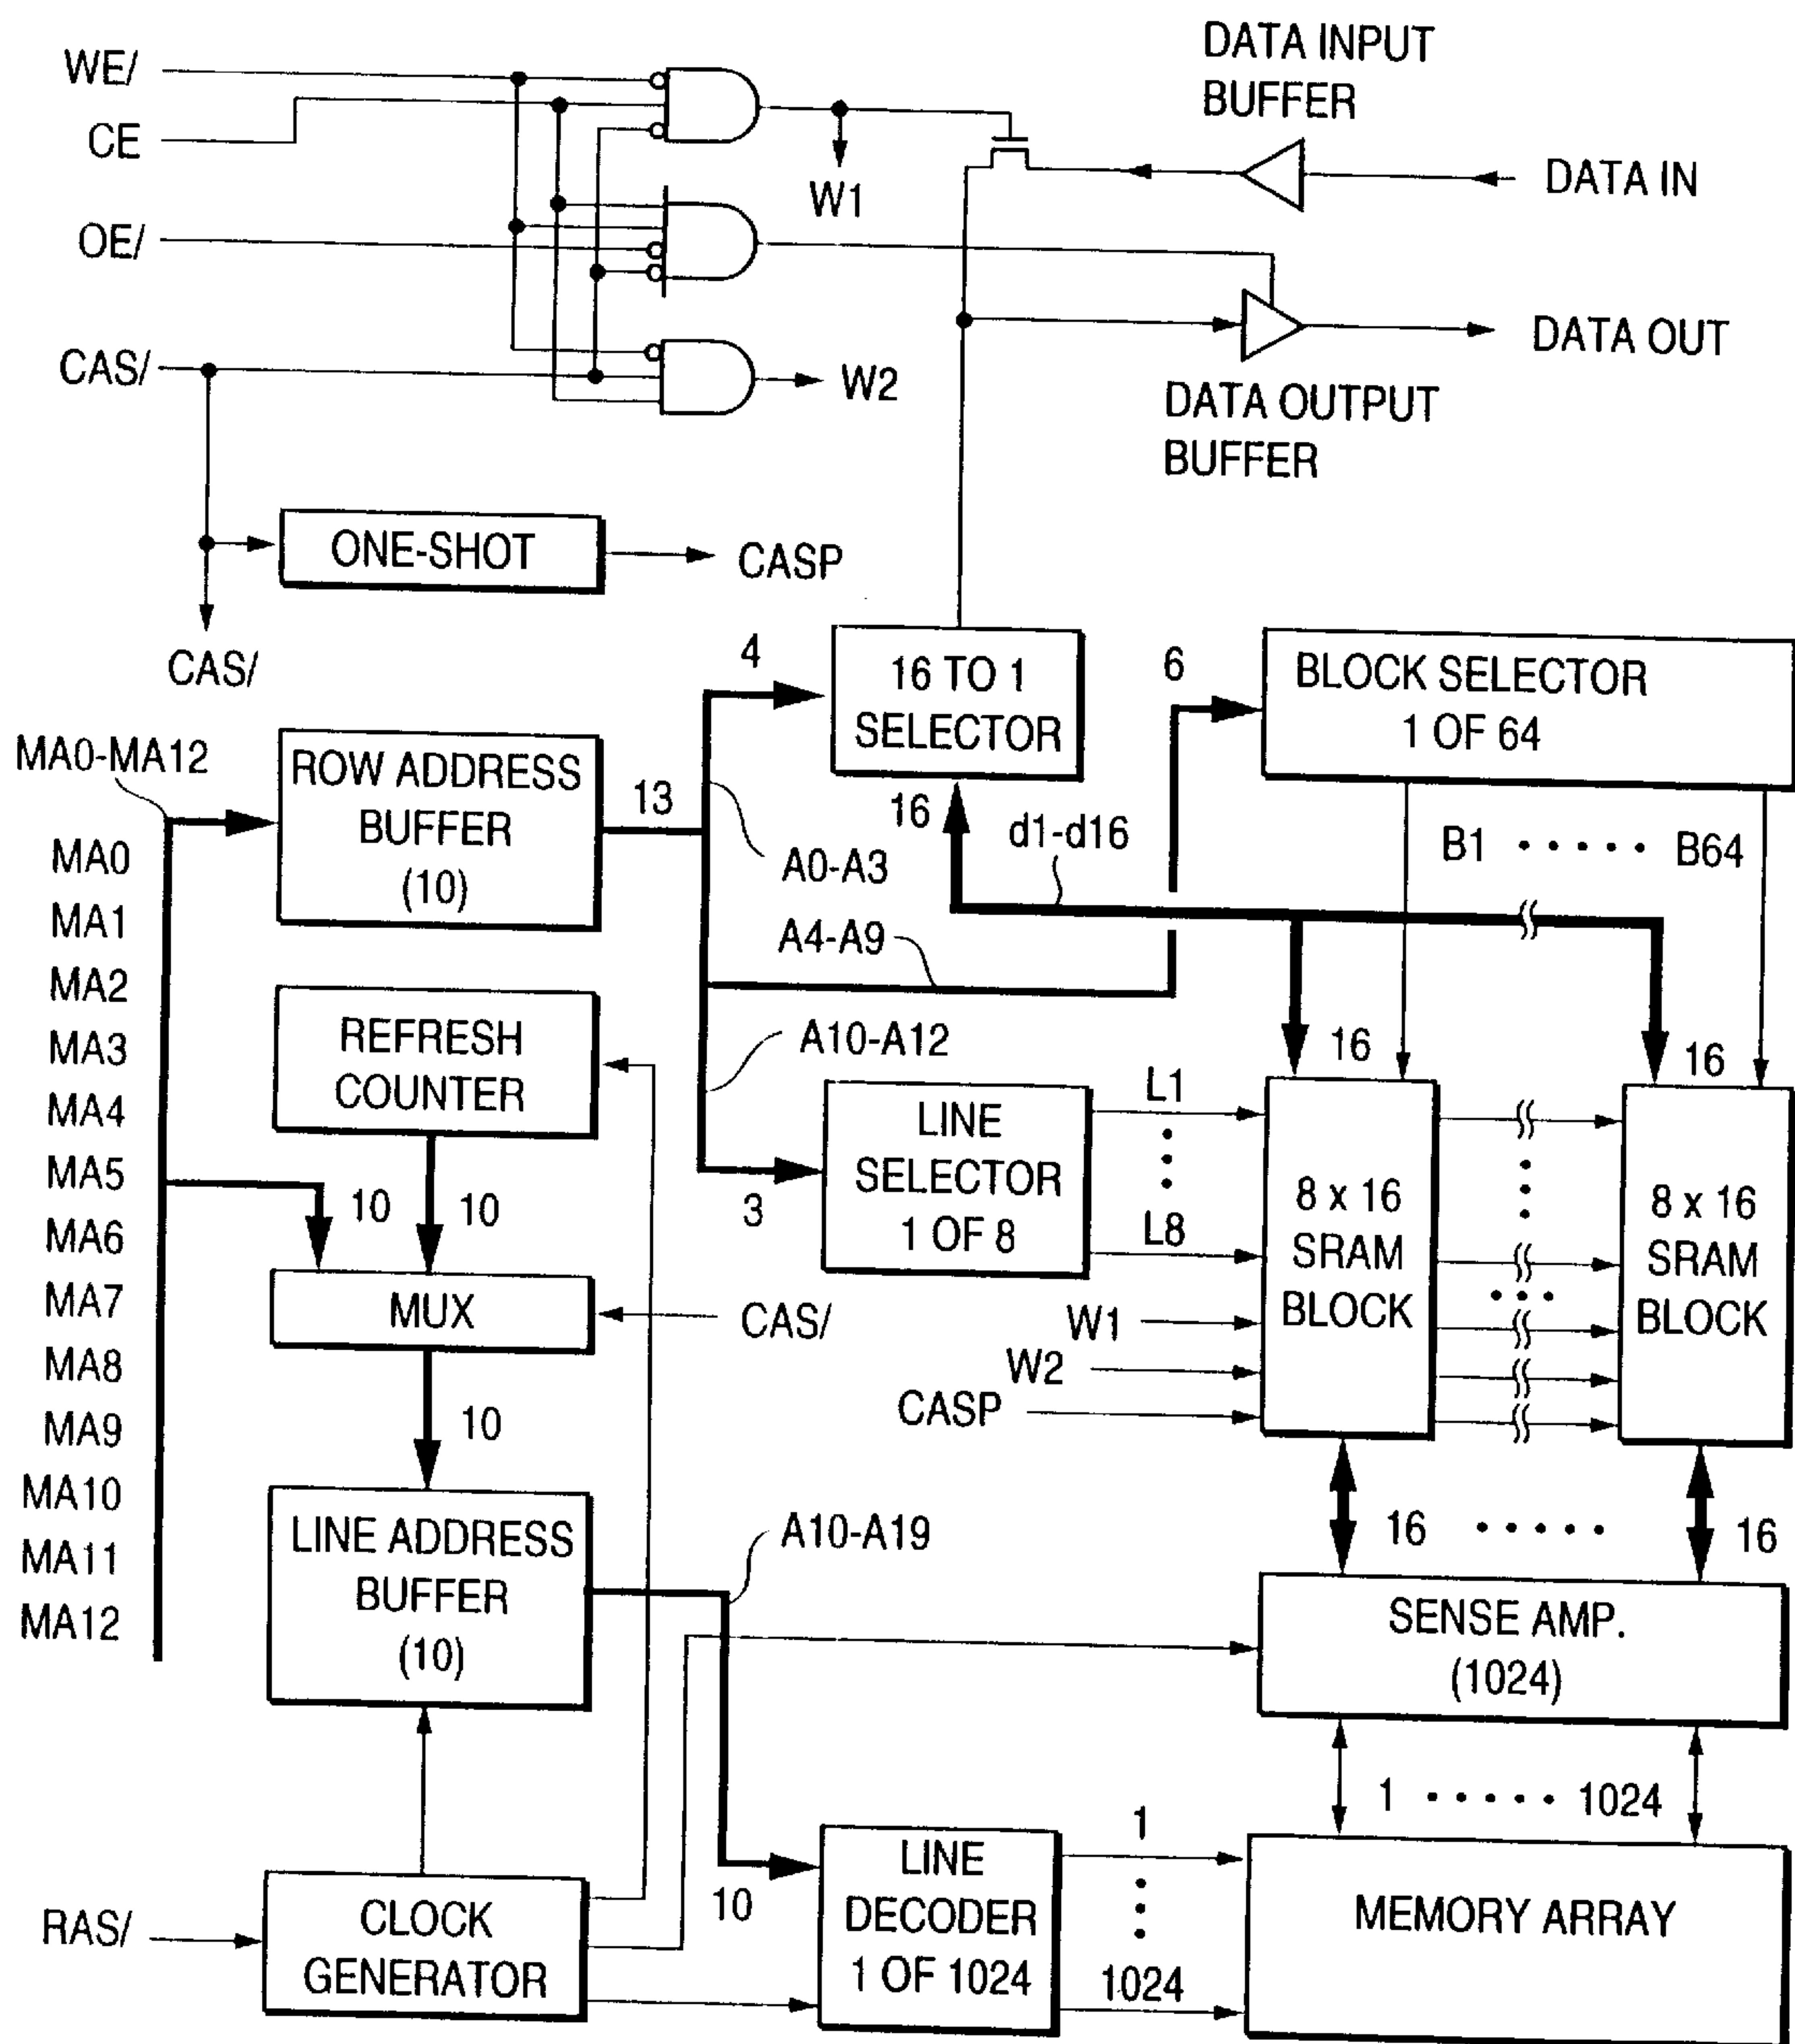 WE/
CE
OE/
CAS/
W1
W2
DATA INPUT
BUFFER
DATA IN
DATA OUT
DATA OUTPUT
BUFFER
ONE-SHOT
CASP
CAS/
4
16 TO 1
SELECTOR
6
BLOCK SELECTOR
1 OF 64
MA0-MA12
ROW ADDRESS
BUFFER
(10)
13
16
d1-d16
B1 ····· B64
A0-A3
A4-A9
MA0
MA1
MA2
MA3
MA4
MA5
MA6
MA7
MA8
MA9
MA10
MA11
MA12
REFRESH
COUNTER
A10-A12
16
16
10
10
3
LINE
SELECTOR
1 OF 8
L1
L8
8 x 16
SRAM
BLOCK
8 x 16
SRAM
BLOCK
MUX
CAS/
W1
W2
CASP
10
LINE ADDRESS
BUFFER
(10)
A10-A19
16 ····· 16
SENSE AMP.
(1024)
1 ····· 1024
RAS/
CLOCK
GENERATOR
10
LINE
DECODER
1 OF 1024
1
1024
MEMORY ARRAY